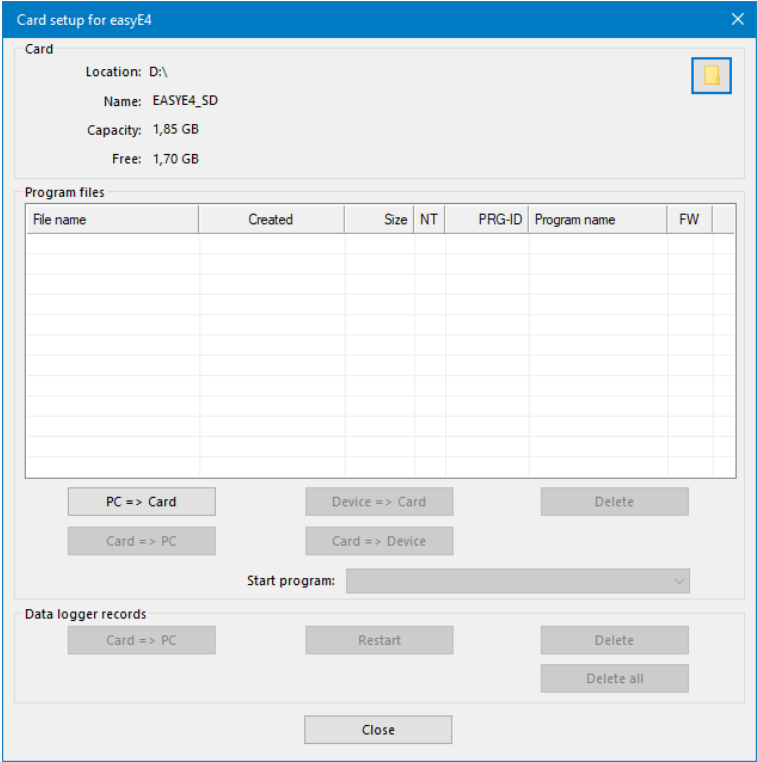 Card setup for easyE4
Card
Location: D:\
Name: EASYE4_SD
Capacity: 1,85 GB
Free: 1,70 GB
Program files
File name Created Size NT PRG-ID Program name FW
PC => Card Device => Card Delete
Card => PC Card => Device
Start program:
Data logger records
Card => PC Restart Delete
Delete all
Close